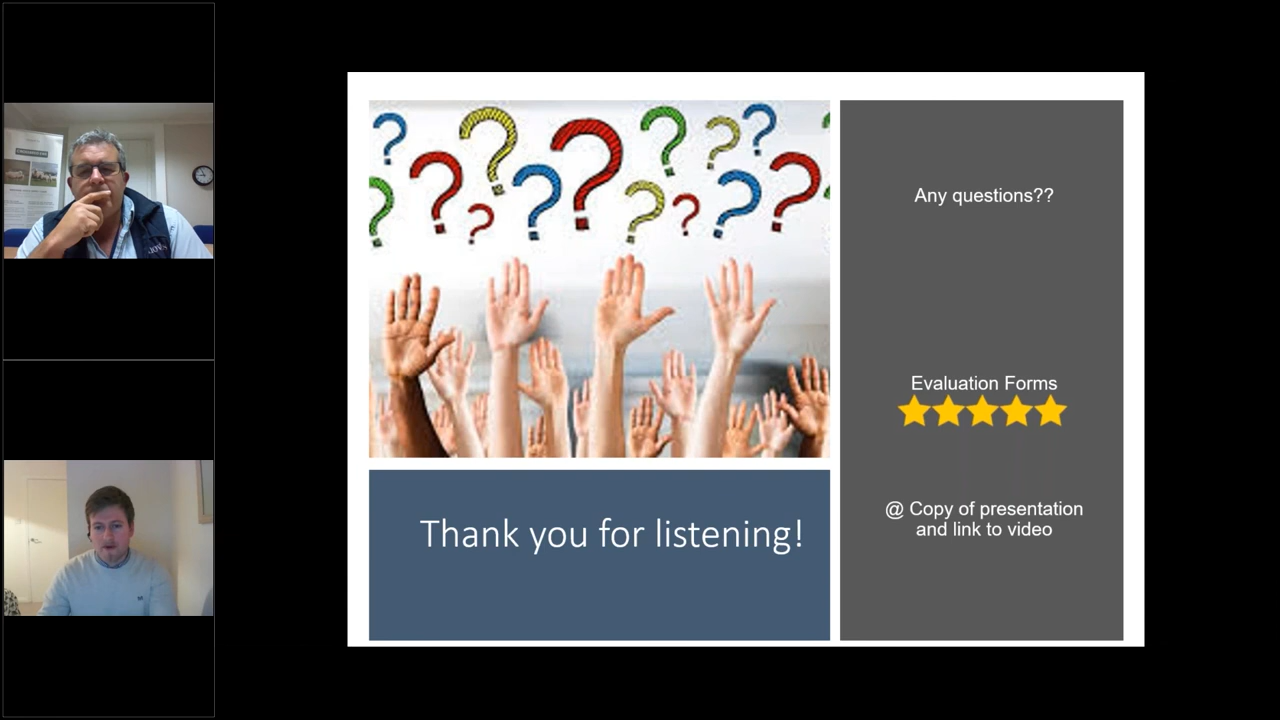 Any questions??
Evaluation Forms
@ Copy of presentation
and link to video
Thank you for listening!